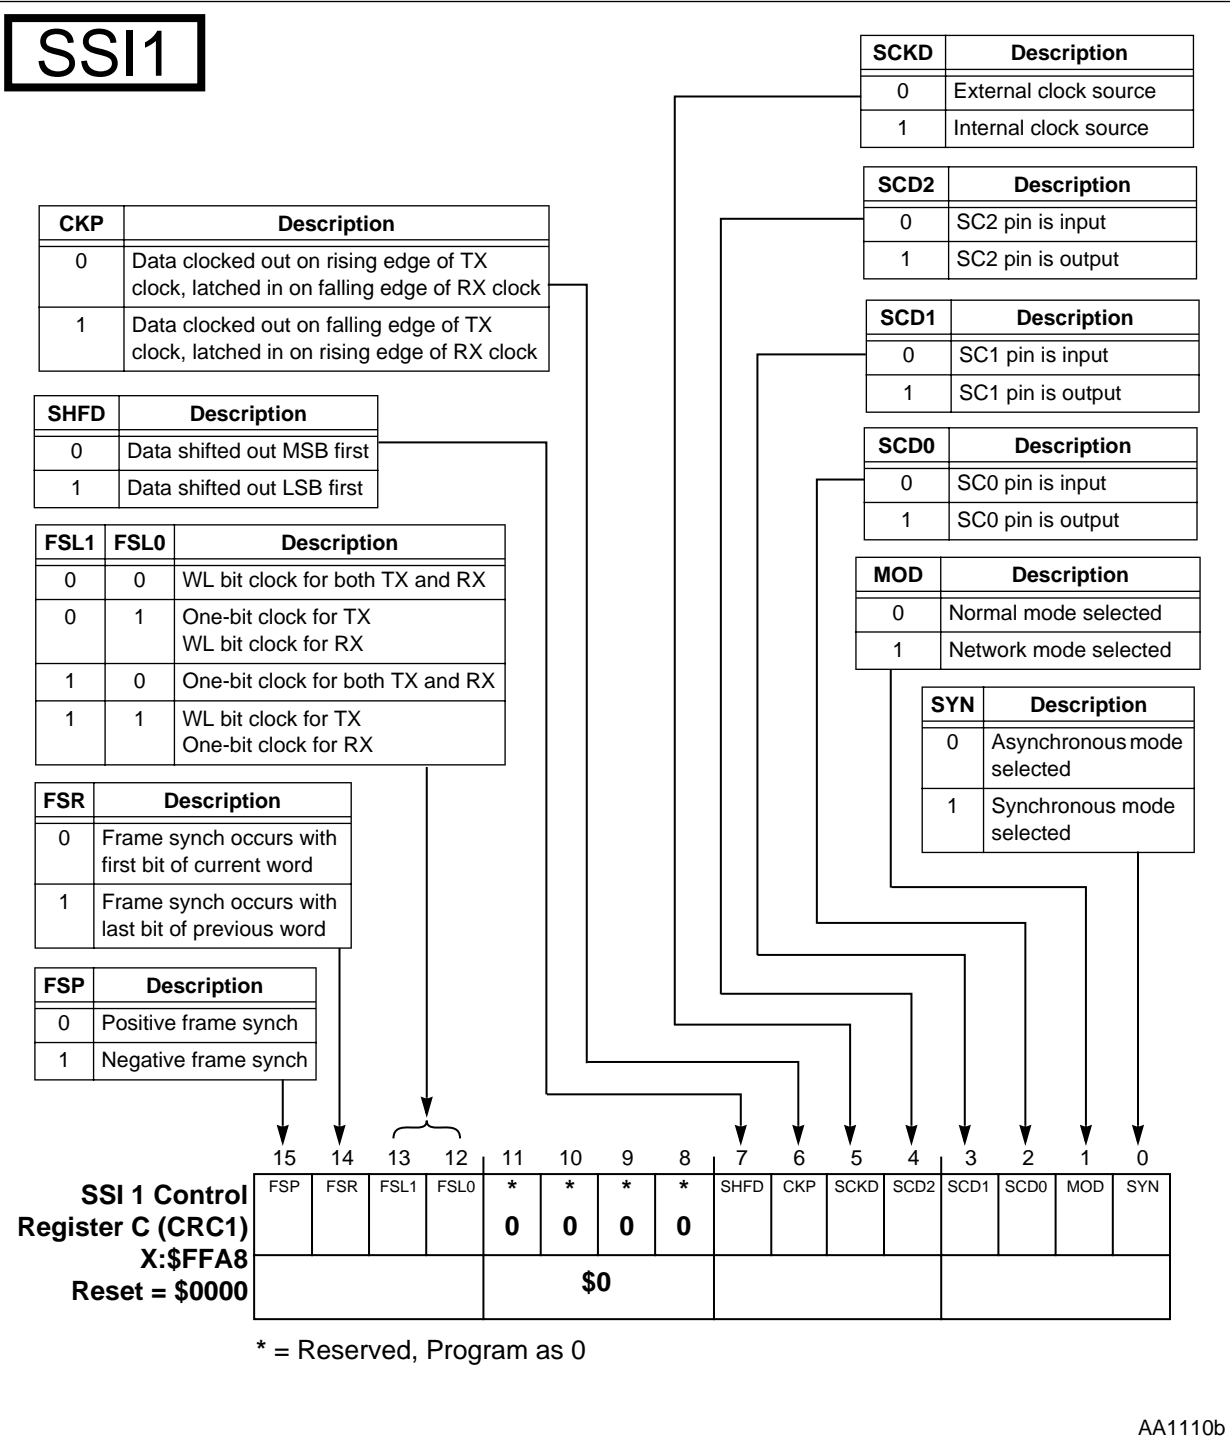 SSI1
SCKD Description
0 External clock source
1 Internal clock source
SCD2 Description
0 SC2 pin is input
1 SC2 pin is output
CKP Description
0 Data clocked out on rising edge of TX
clock, latched in on falling edge of RX clock
1 Data clocked out on falling edge of TX
clock, latched in on rising edge of RX clock
SCD1 Description
0 SC1 pin is input
1 SC1 pin is output
SHFD Description
0 Data shifted out MSB first
1 Data shifted out LSB first
SCD0 Description
0 SC0 pin is input
1 SC0 pin is output
FSL1 FSL0 Description
0 0 WL bit clock for both TX and RX
0 1 One-bit clock for TX
WL bit clock for RX
1 0 One-bit clock for both TX and RX
1 1 WL bit clock for TX
One-bit clock for RX
MOD Description
0 Normal mode selected
1 Network mode selected
SYN Description
0 Asynchronous mode
selected
1 Synchronous mode
selected
FSR Description
0 Frame synch occurs with
first bit of current word
1 Frame synch occurs with
last bit of previous word
FSP Description
0 Positive frame synch
1 Negative frame synch
15 14 13 12 11 10 9 8 7 6 5 4 3 2 1 0
FSP FSR FSL1 FSL0 * * * * SHFD CKP SCKD SCD2 SCD1 SCD0 MOD SYN
0 0 0 0
SSI 1 Control
Register C (CRC1)
X:$FFA8
Reset = $0000
$0
* = Reserved, Program as 0
AA1110b